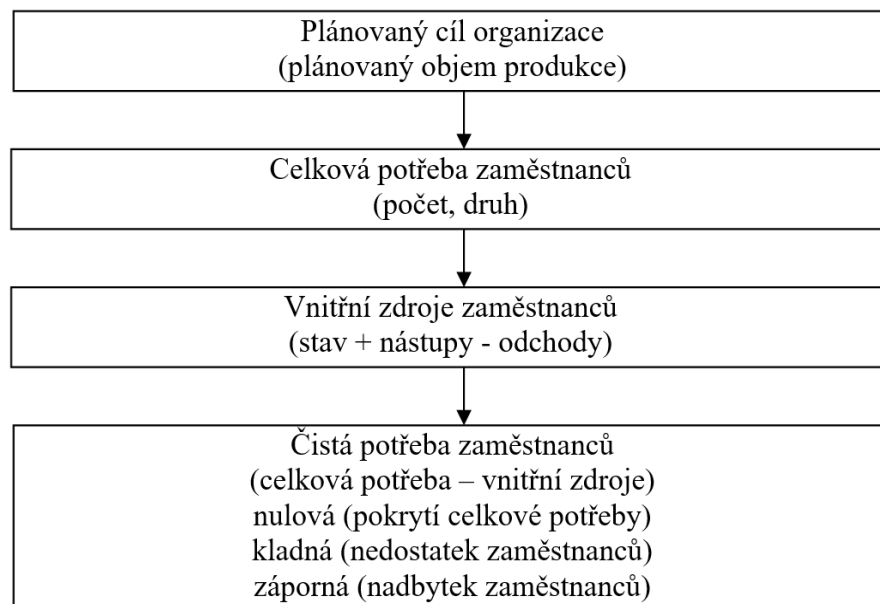 Plánovaný cíl organizace
(plánovaný objem produkce)
Celková potřeba zaměstnanců
(počet, druh)
Vnitřní zdroje zaměstnanců
(stav + nástupy - odchody)
Čistá potřeba zaměstnanců
(celková potřeba – vnitřní zdroje)
nulová (pokrytí celkové potřeby)
kladná (nedostatek zaměstnanců)
záporná (nadbytek zaměstnanců)